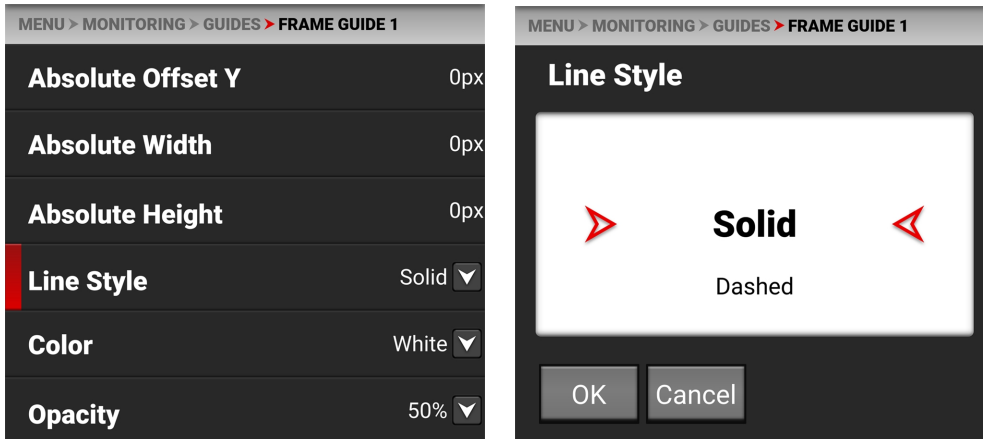 MENU > MONITORING > GUIDES > FRAME GUIDE 1
Absolute Offset Y 0px
Absolute Width 0px
Absolute Height 0px
Line Style Solid
Color White
Opacity 50%
MENU > MONITORING > GUIDES > FRAME GUIDE 1
Line Style
Solid
Dashed
OK Cancel